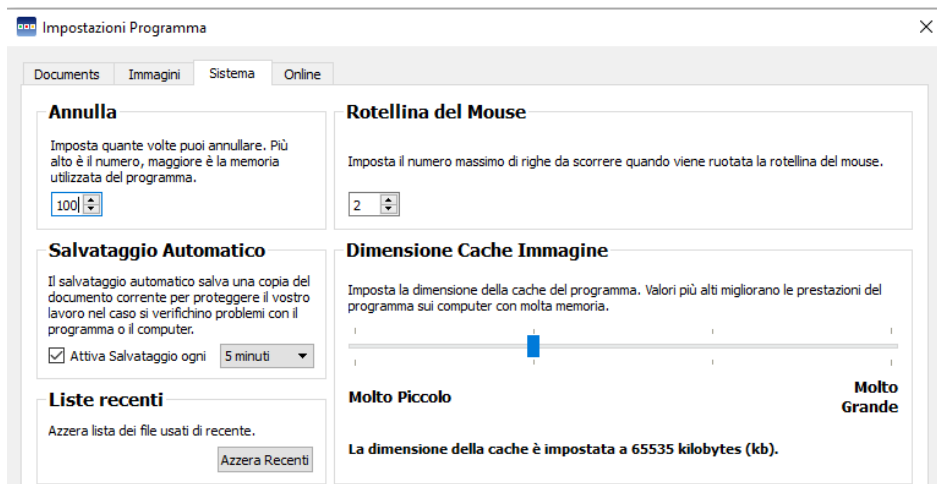 Impostazioni Programma
Documents
Immagini
Sistema
Online
Annulla
Imposta quante volte puoi annullare. Più
alto è il numero, maggiore è la memoria
utilizzata del programma.
100
Rotellina del Mouse
Imposta il numero massimo di righe da scorrere quando viene ruotata la rotellina del mouse.
2
Salvataggio Automatico
Il salvataggio automatico salva una copia del
documento corrente per proteggere il vostro
lavoro nel caso si verifichino problemi con il
programma o il computer.
Attiva Salvataggio ogni
5 minuti
Dimensione Cache Immagine
Imposta la dimensione della cache del programma. Valori più alti migliorano le prestazioni del
programma sui computer con molta memoria.
Molto Piccolo
Molto
Grande
La dimensione della cache è impostata a 65535 kilobytes (kb).
Liste recenti
Azzera lista dei file usati di recente.
Azzera Recenti